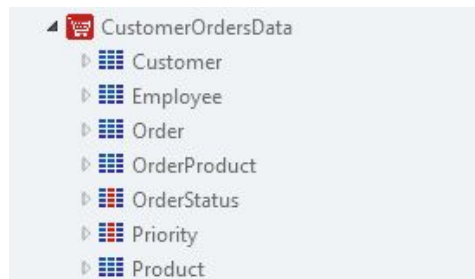 CustomerOrdersData
Customer
Employee
Order
OrderProduct
OrderStatus
Priority
Product